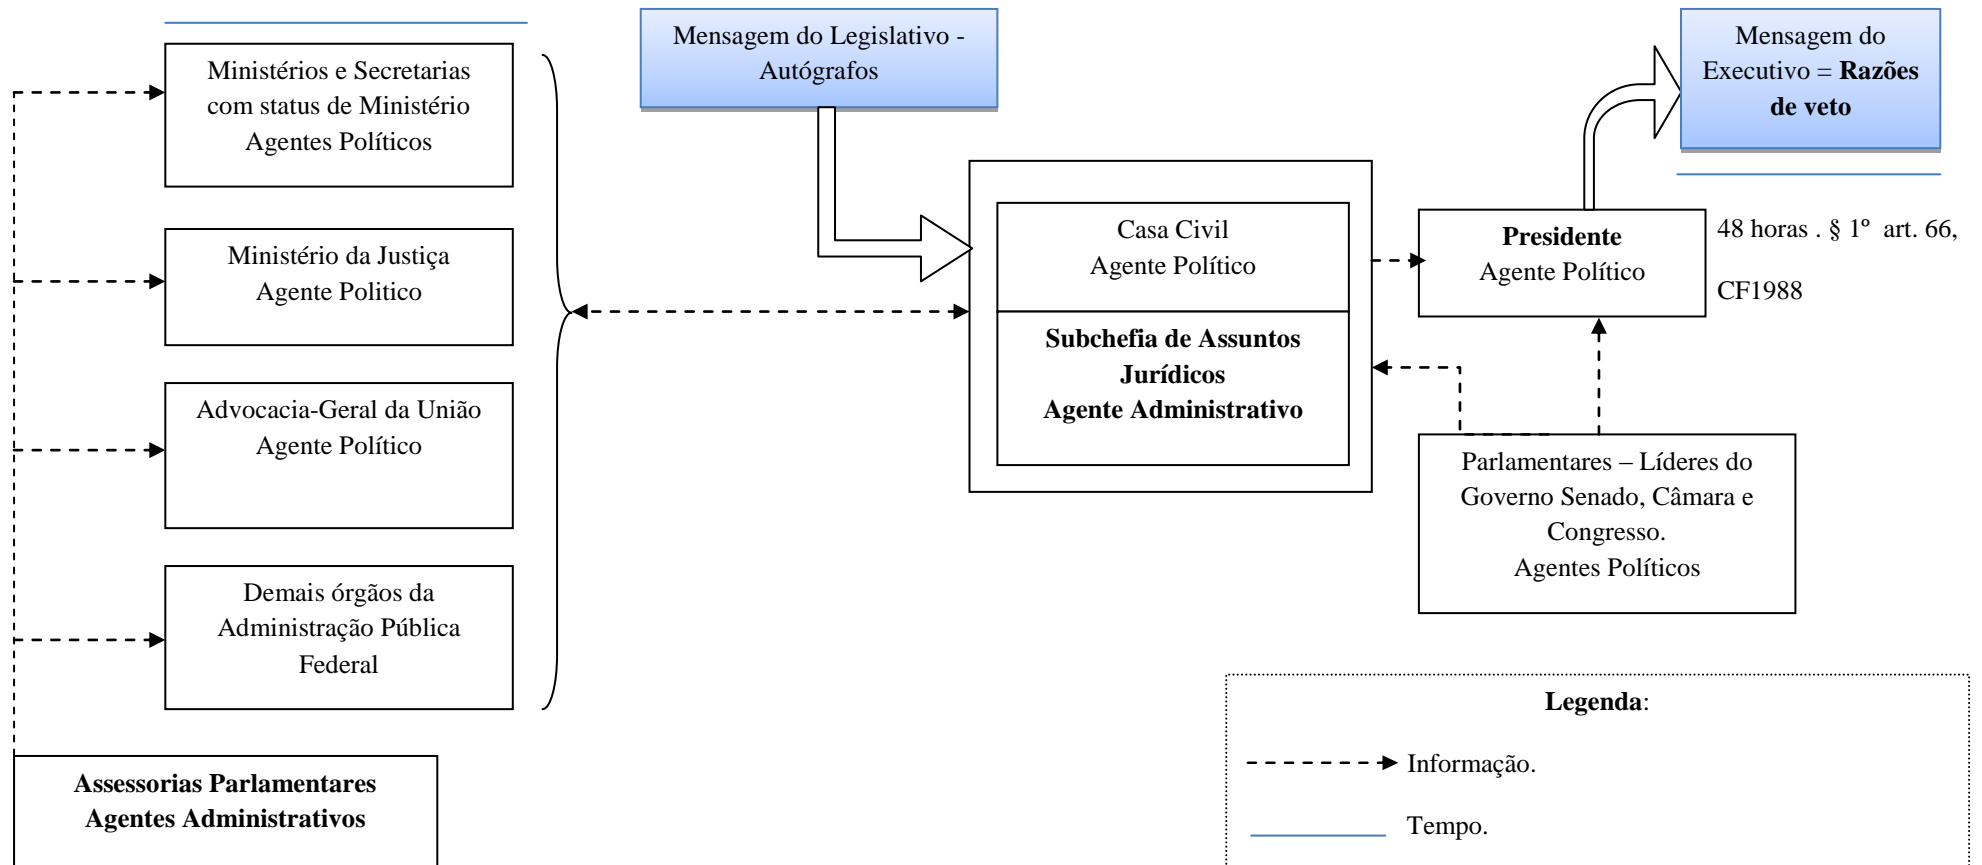 Mensagem do Legislativo -
Autógrafos
Mensagem do
Executivo = Razões
de veto
Ministérios e Secretarias
com status de Ministério
Agentes Políticos
Ministério da Justiça
Agente Politico
Advocacia-Geral da União
Agente Político
Demais órgãos da
Administração Pública
Federal
Assessorias Parlamentares
Agentes Administrativos
Casa Civil
Agente Político
Subchefia de Assuntos
Jurídicos
Agente Administrativo
Presidente
Agente Político
48 horas . § 1º art. 66,
CF1988
Parlamentares – Líderes do
Governo Senado, Câmara e
Congresso.
Agentes Políticos
Legenda:
Informação.
Tempo.